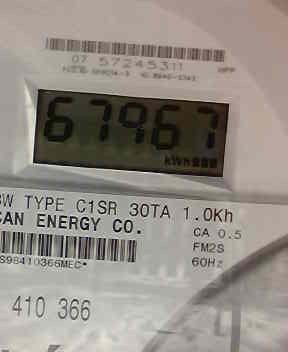 07 57245311
67967
kWh
W TYPE C1SR 30TA 1.0Kh
CAN ENERGY CO.
CA 0.5
FM2S
S98410366MEC*
60Hz
410 366